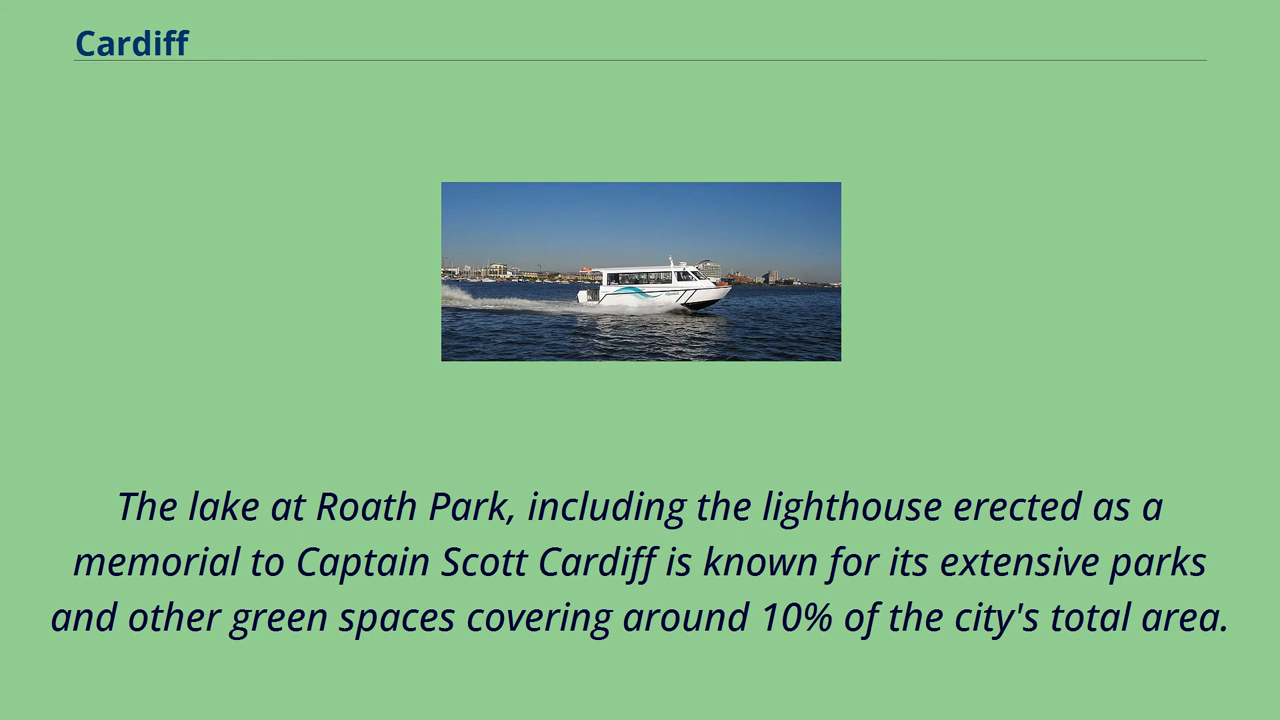 Cardiff
The lake at Roath Park, including the lighthouse erected as a
memorial to Captain Scott Cardiff is known for its extensive parks
and other green spaces covering around 10% of the city's total area.